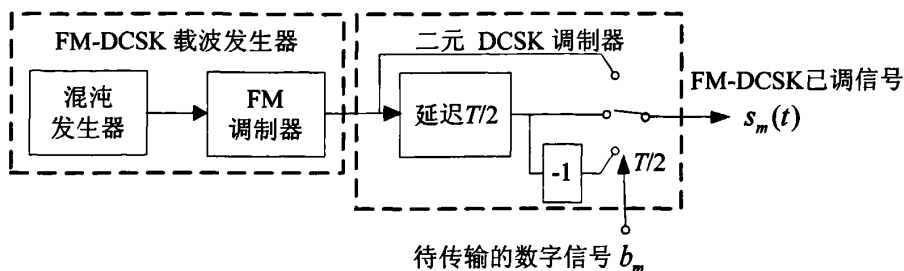 FM-DCSK 载波发生器
混沌
发生器
FM
调制器
二元 DCSK 调制器
延迟T/2
-1
T/2
FM-DCSK已调信号
s_m(t)
待传输的数字信号 b_m